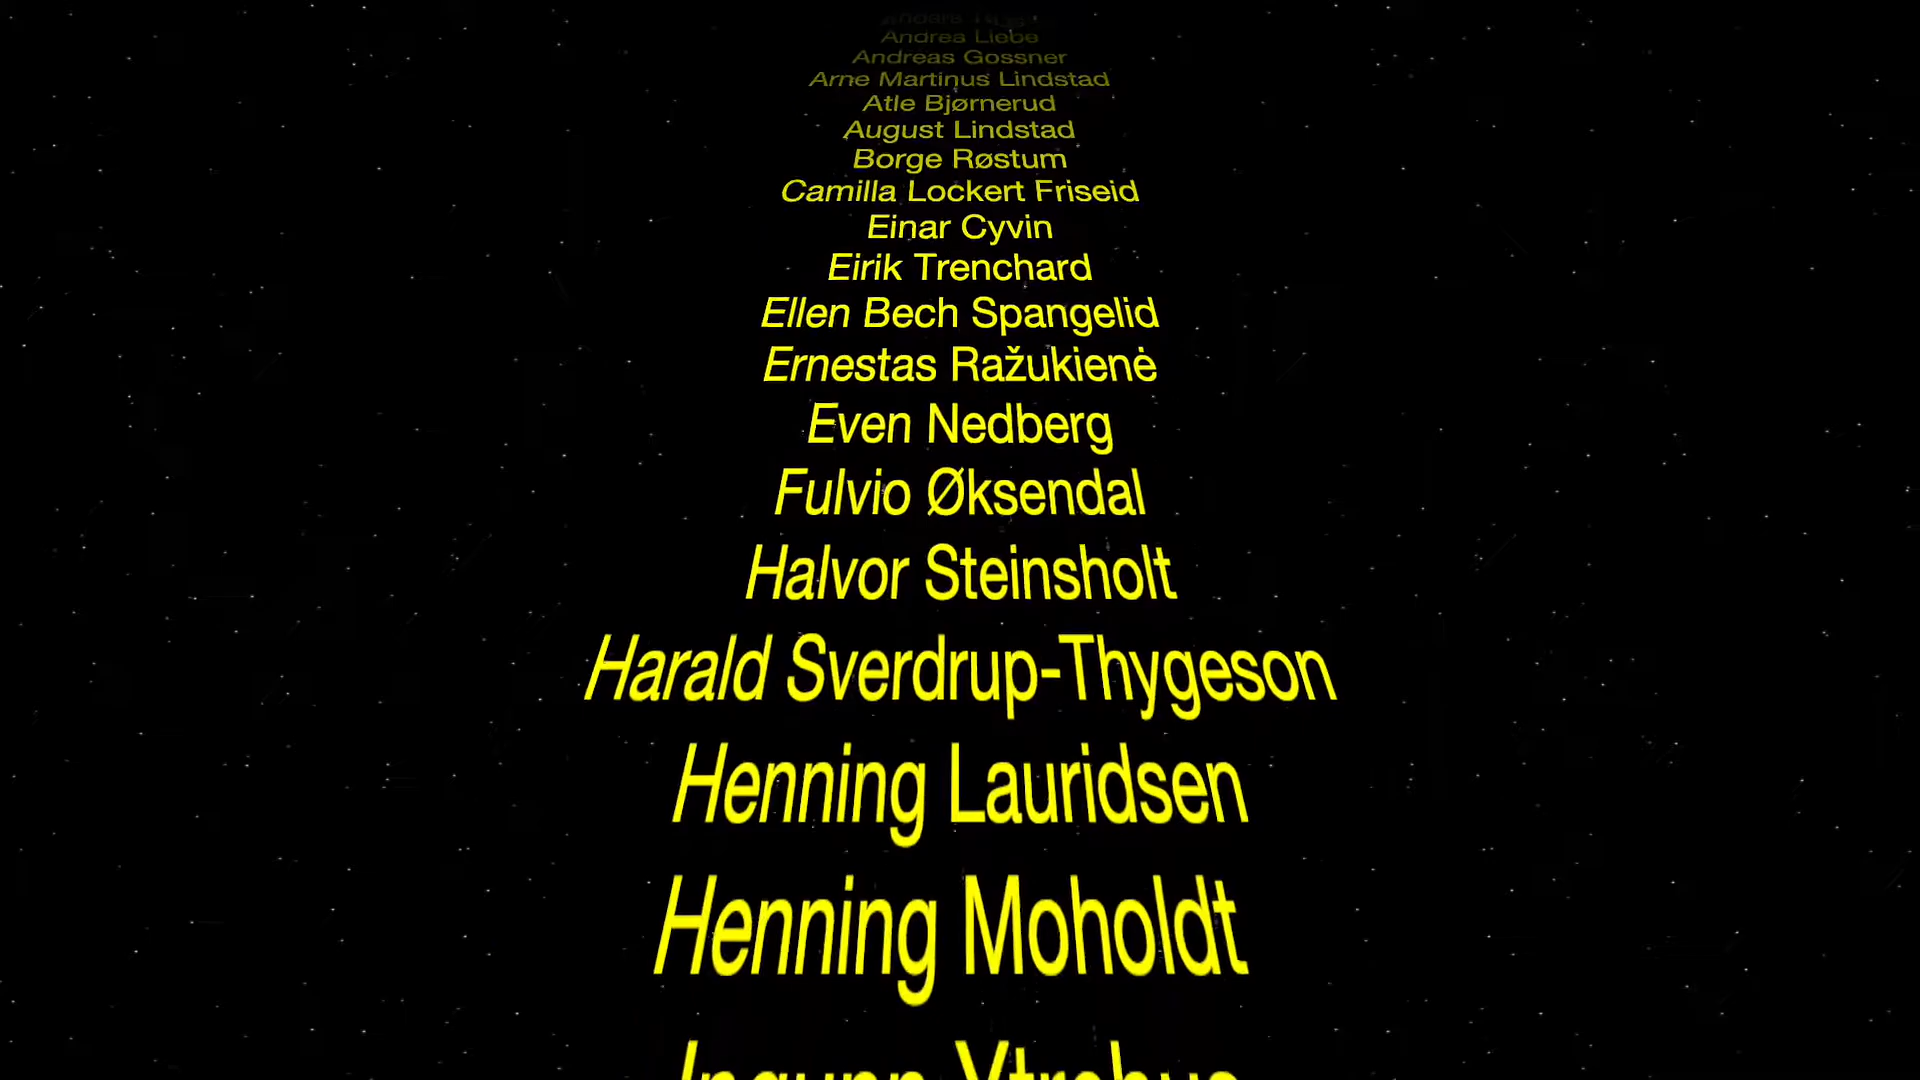 Andrea Liebe
Andreas Gossner
Arne Martinus Lindstad
Atle Bjørnerud
August Lindstad
Borge Røstum
Camilla Lockert Friseid
Einar Cyvin
Eirik Trenchard
Ellen Bech Spangelid
Ernestas Ražukienė
Even Nedberg
Fulvio Øksendal
Halvor Steinsholt
Harald Sverdrup-Thygeson
Henning Lauridsen
Henning Moholdt